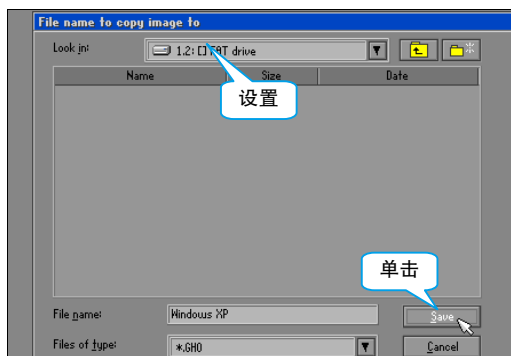 File name to copy image to
Look in: 1.2: [] FAT drive
Name Size Date
设置
单击
File name: Windows XP Save
Files of type: *.GHO Cancel